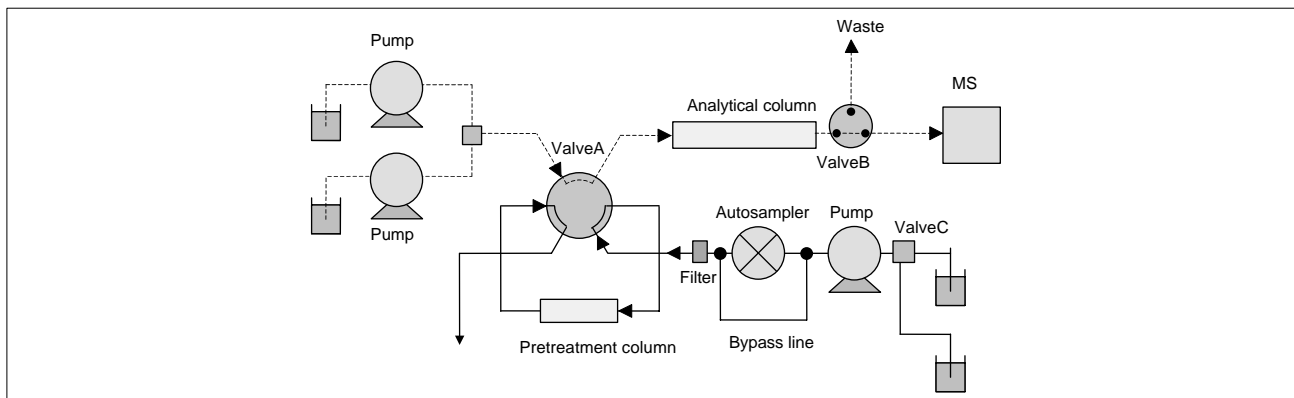 Pump
Waste
MS
Analytical column
ValveA
ValveB
Pump
Autosampler
Pump
ValveC
Filter
Pretreatment column
Bypass line